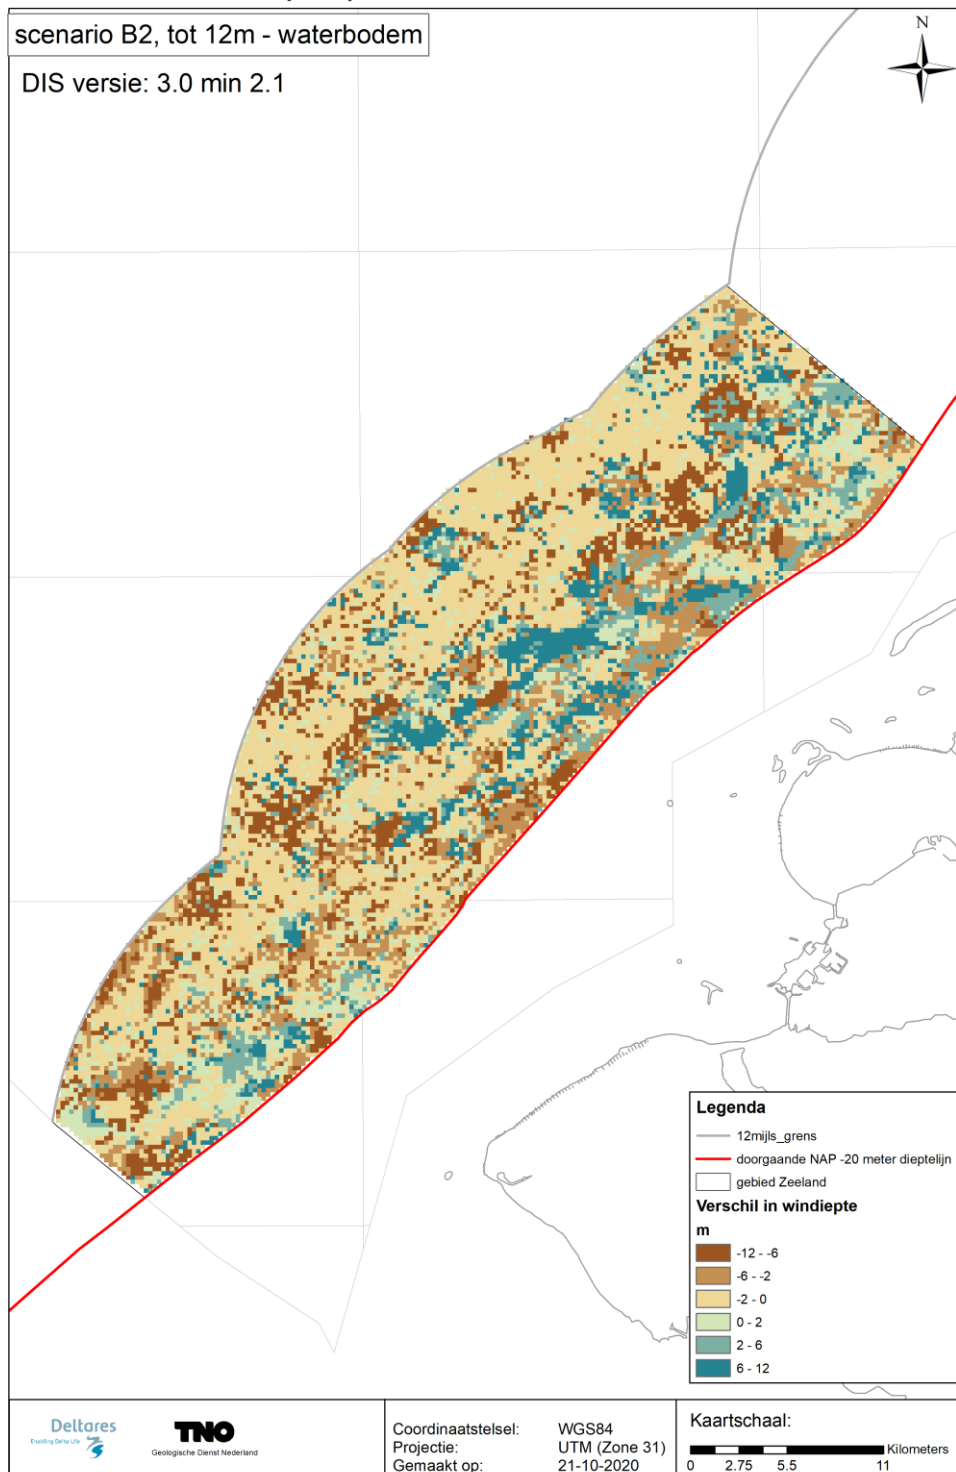 scenario B2, tot 12m - waterbodem
DIS versie: 3.0 min 2.1
N
Legenda
12mijls_grens
doorgaande NAP -20 meter dieptelijn
gebied Zeeland
Verschil in windiepte
m
-12 - -6
-6 - -2
-2 - 0
0 - 2
2 - 6
6 - 12
Deltares
Enabling Delta Life
TNO
Geologische Dienst Nederland
Coordinaatstelsel: WGS84
Projectie: UTM (Zone 31)
Gemaakt op: 21-10-2020
Kaartschaal:
Kilometers
0 2.75 5.5 11